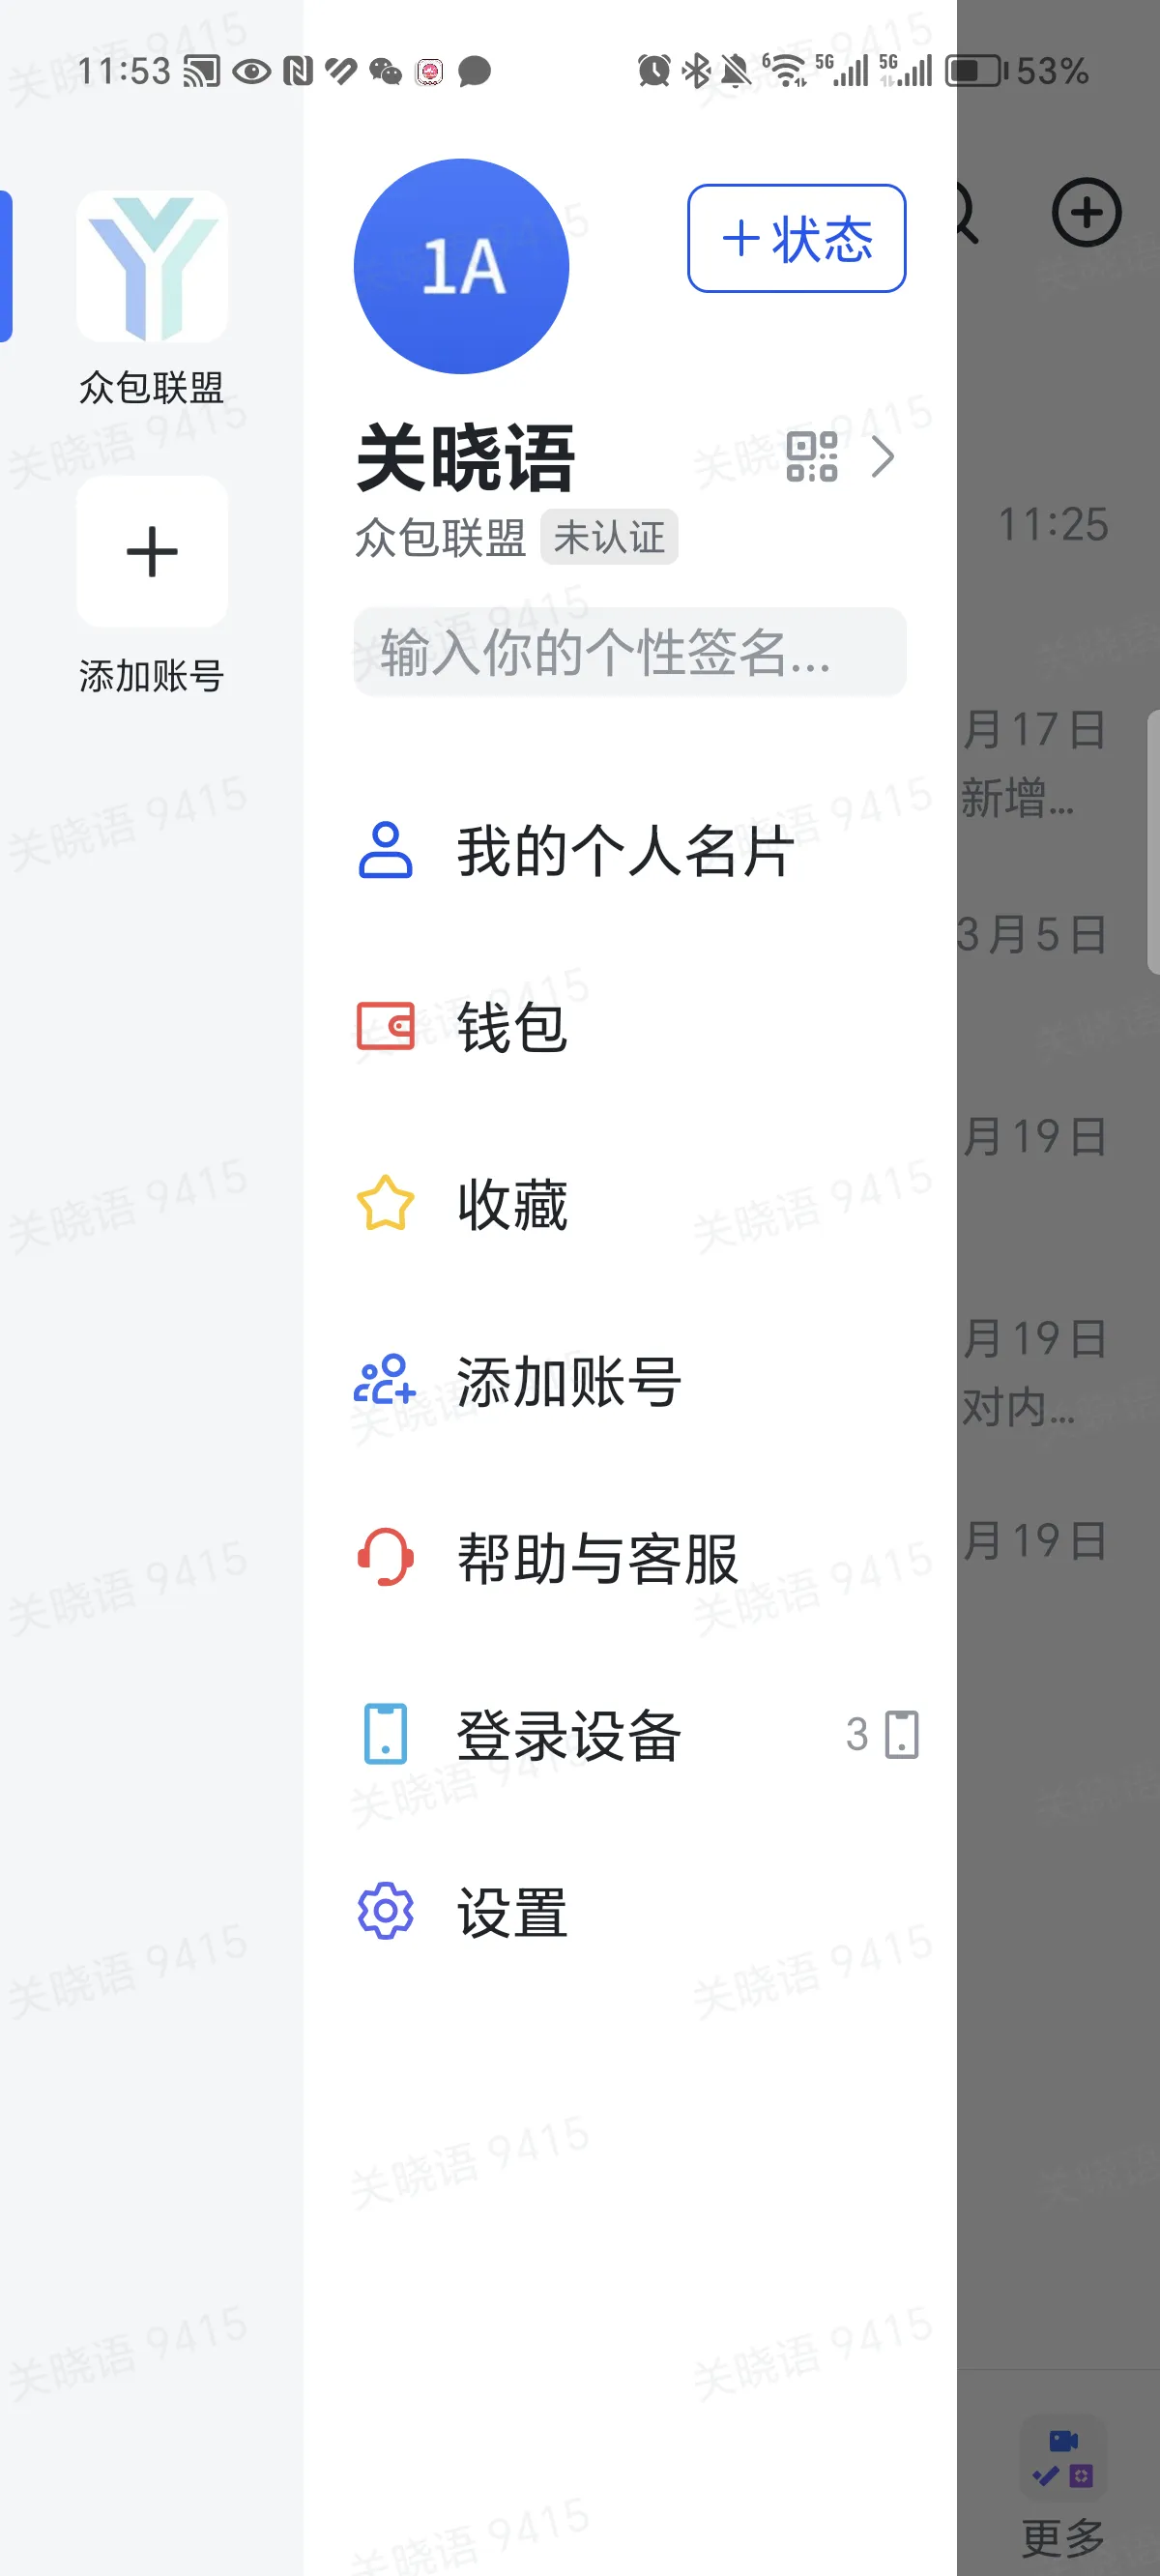 11:53
6
5G
5G
53%
1A
+ 状态
众包联盟
关晓语
众包联盟 未认证
输入你的个性签名...
添加账号
11:25
月17日
新增...
3月5日
月19日
月19日
对内...
月19日
我的个人名片
钱包
收藏
添加账号
帮助与客服
登录设备 3
设置
更多
关晓语 9415